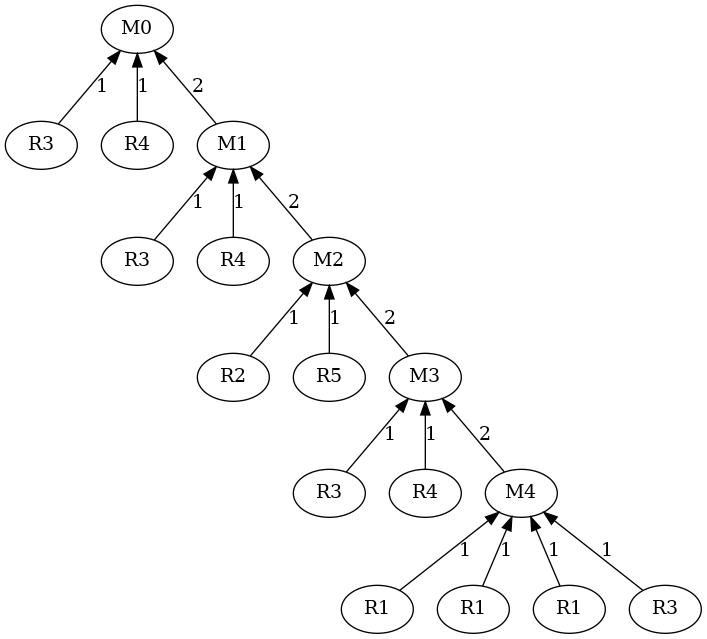 M0
1 1 2
R3 R4 M1
1 1 2
R3 R4 M2
1 1 2
R2 R5 M3
1 1 2
R3 R4 M4
1 1 1 1
R1 R1 R1 R3